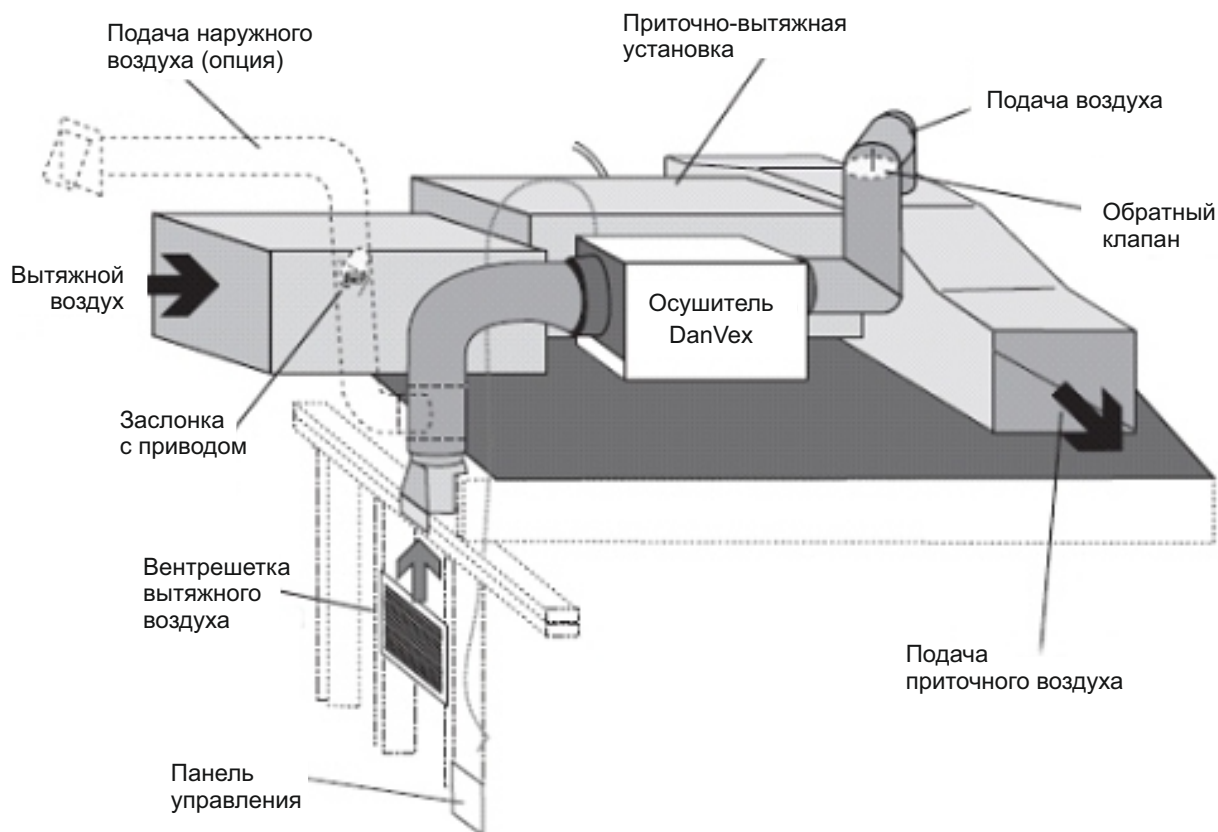 Подача наружного
воздуха (опция)
Приточно-вытяжная
установка
Подача воздуха
Обратный
клапан
Вытяжной
воздух
Осушитель
DanVex
Заслонка
с приводом
Вентрешетка
вытяжного
воздуха
Подача
приточного воздуха
Панель
управления